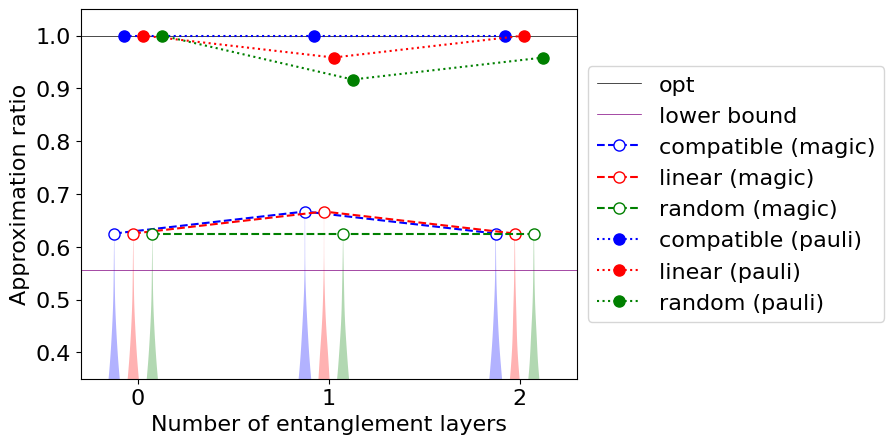 Approximation ratio
1.0
0.9
0.8
0.7
0.6
0.5
0.4
0
1
2
Number of entanglement layers
opt
lower bound
compatible (magic)
linear (magic)
random (magic)
compatible (pauli)
linear (pauli)
random (pauli)